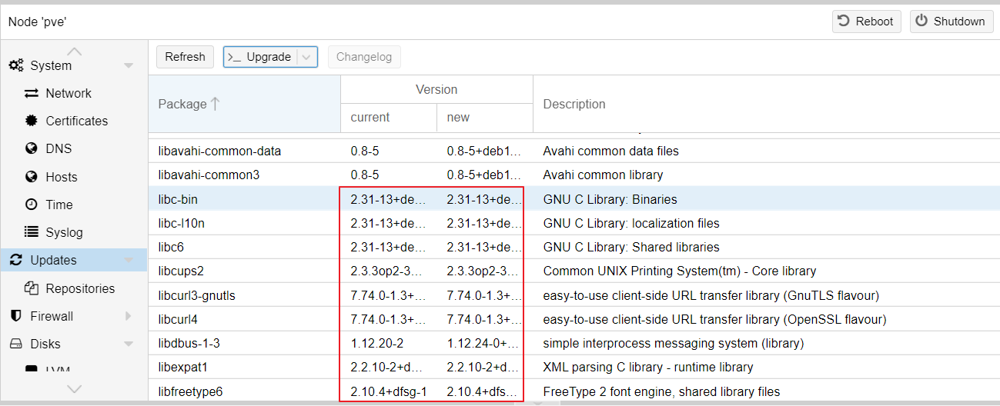 Node 'pve'
Reboot
Shutdown
System
Network
Certificates
DNS
Hosts
Time
Syslog
Updates
Repositories
Firewall
Disks
LVM
Refresh
>_ Upgrade
Changelog
Package
Version
Description
current new
libavahi-common-data 0.8-5 0.8-5+deb1... Avahi common data files
libavahi-common3 0.8-5 0.8-5+deb1... Avahi common library
libc-bin 2.31-13+de... 2.31-13+de... GNU C Library: Binaries
libc-l10n 2.31-13+de... 2.31-13+de... GNU C Library: localization files
libc6 2.31-13+de... 2.31-13+de... GNU C Library: Shared libraries
libcups2 2.3.3op2-3... 2.3.3op2-3... Common UNIX Printing System(tm) - Core library
libcurl3-gnutls 7.74.0-1.3+... 7.74.0-1.3+... easy-to-use client-side URL transfer library (GnuTLS flavour)
libcurl4 7.74.0-1.3+... 7.74.0-1.3+... easy-to-use client-side URL transfer library (OpenSSL flavour)
libdbus-1-3 1.12.20-2 1.12.24-0+... simple interprocess messaging system (library)
libexpat1 2.2.10-2+d... 2.2.10-2+d... XML parsing C library - runtime library
libfreetype6 2.10.4+dfsg-1 2.10.4+dfs... FreeType 2 font engine, shared library files